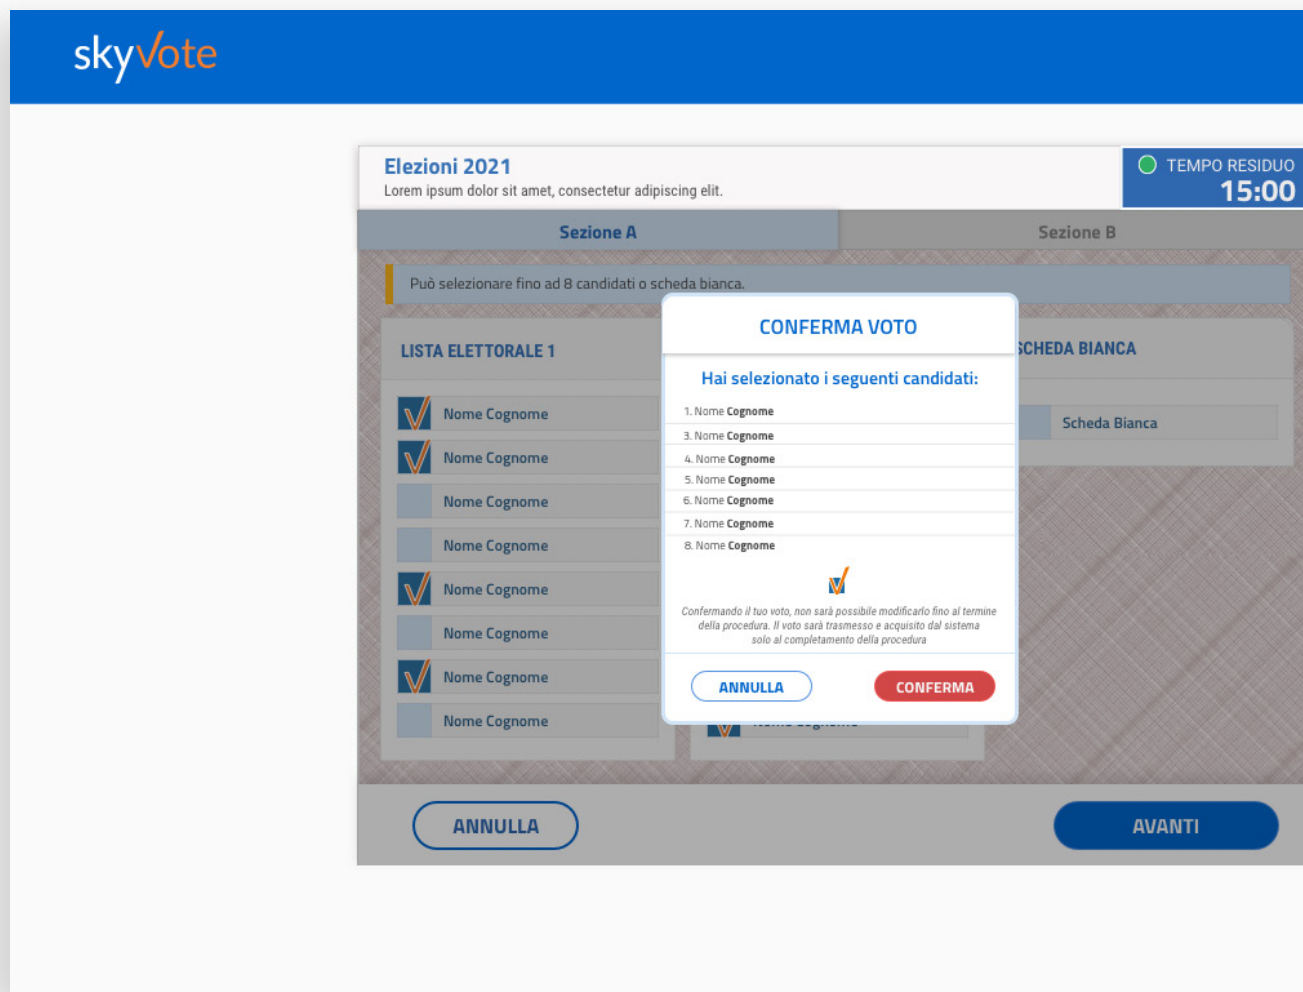 skyvote
Elezioni 2021
Lorem ipsum dolor sit amet, consectetur adipiscing elit.
TEMPO RESIDUO
15:00
Sezione A
Sezione B
Può selezionare fino ad 8 candidati o scheda bianca.
LISTA ELETTORALE 1
Nome Cognome
Nome Cognome
Nome Cognome
Nome Cognome
Nome Cognome
Nome Cognome
Nome Cognome
Nome Cognome
CONFERMA VOTO
Hai selezionato i seguenti candidati:
1. Nome Cognome
3. Nome Cognome
4. Nome Cognome
5. Nome Cognome
6. Nome Cognome
7. Nome Cognome
8. Nome Cognome
Confermando il tuo voto, non sarà possibile modificarlo fino al termine
della procedura. Il voto sarà trasmesso e acquisito dal sistema
solo al completamento della procedura
ANNULLA
CONFERMA
SCHEDA BIANCA
Scheda Bianca
ANNULLA
AVANTI